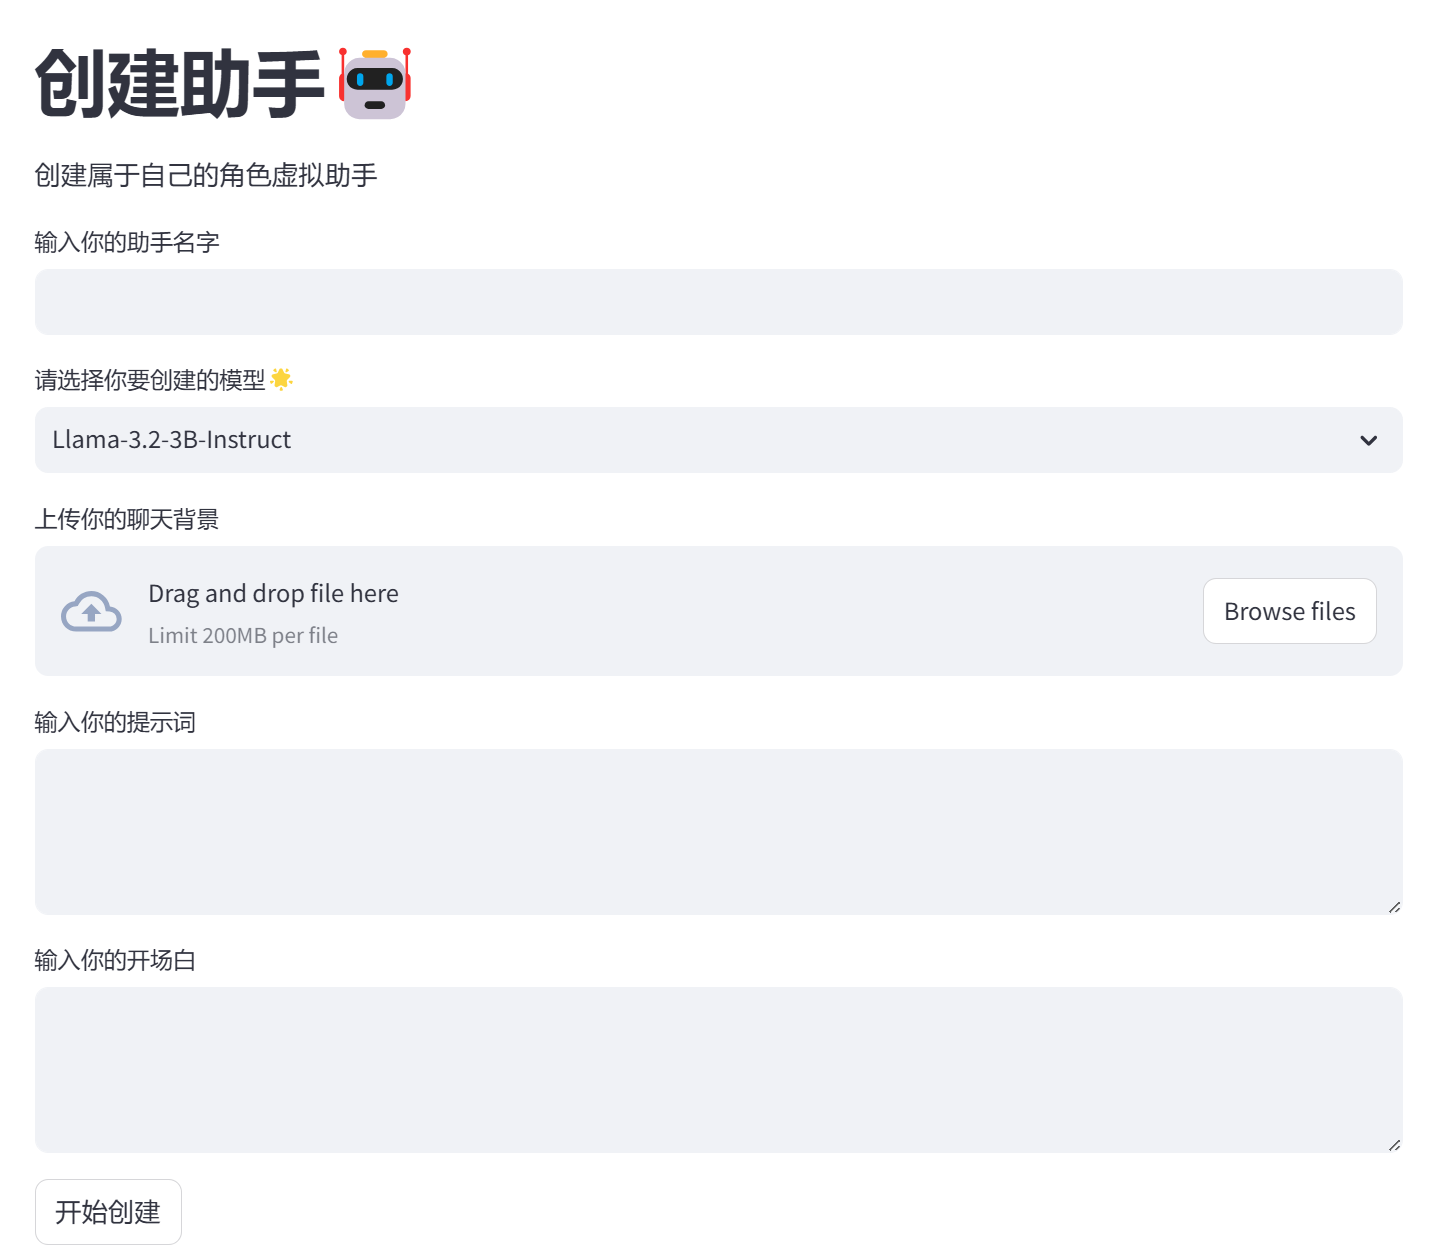 创建助手🤖
创建属于自己的角色虚拟助手
输入你的助手名字
请选择你要创建的模型🌟
Llama-3.2-3B-Instruct
上传你的聊天背景
Drag and drop file here
Limit 200MB per file
Browse files
输入你的提示词
输入你的开场白
开始创建